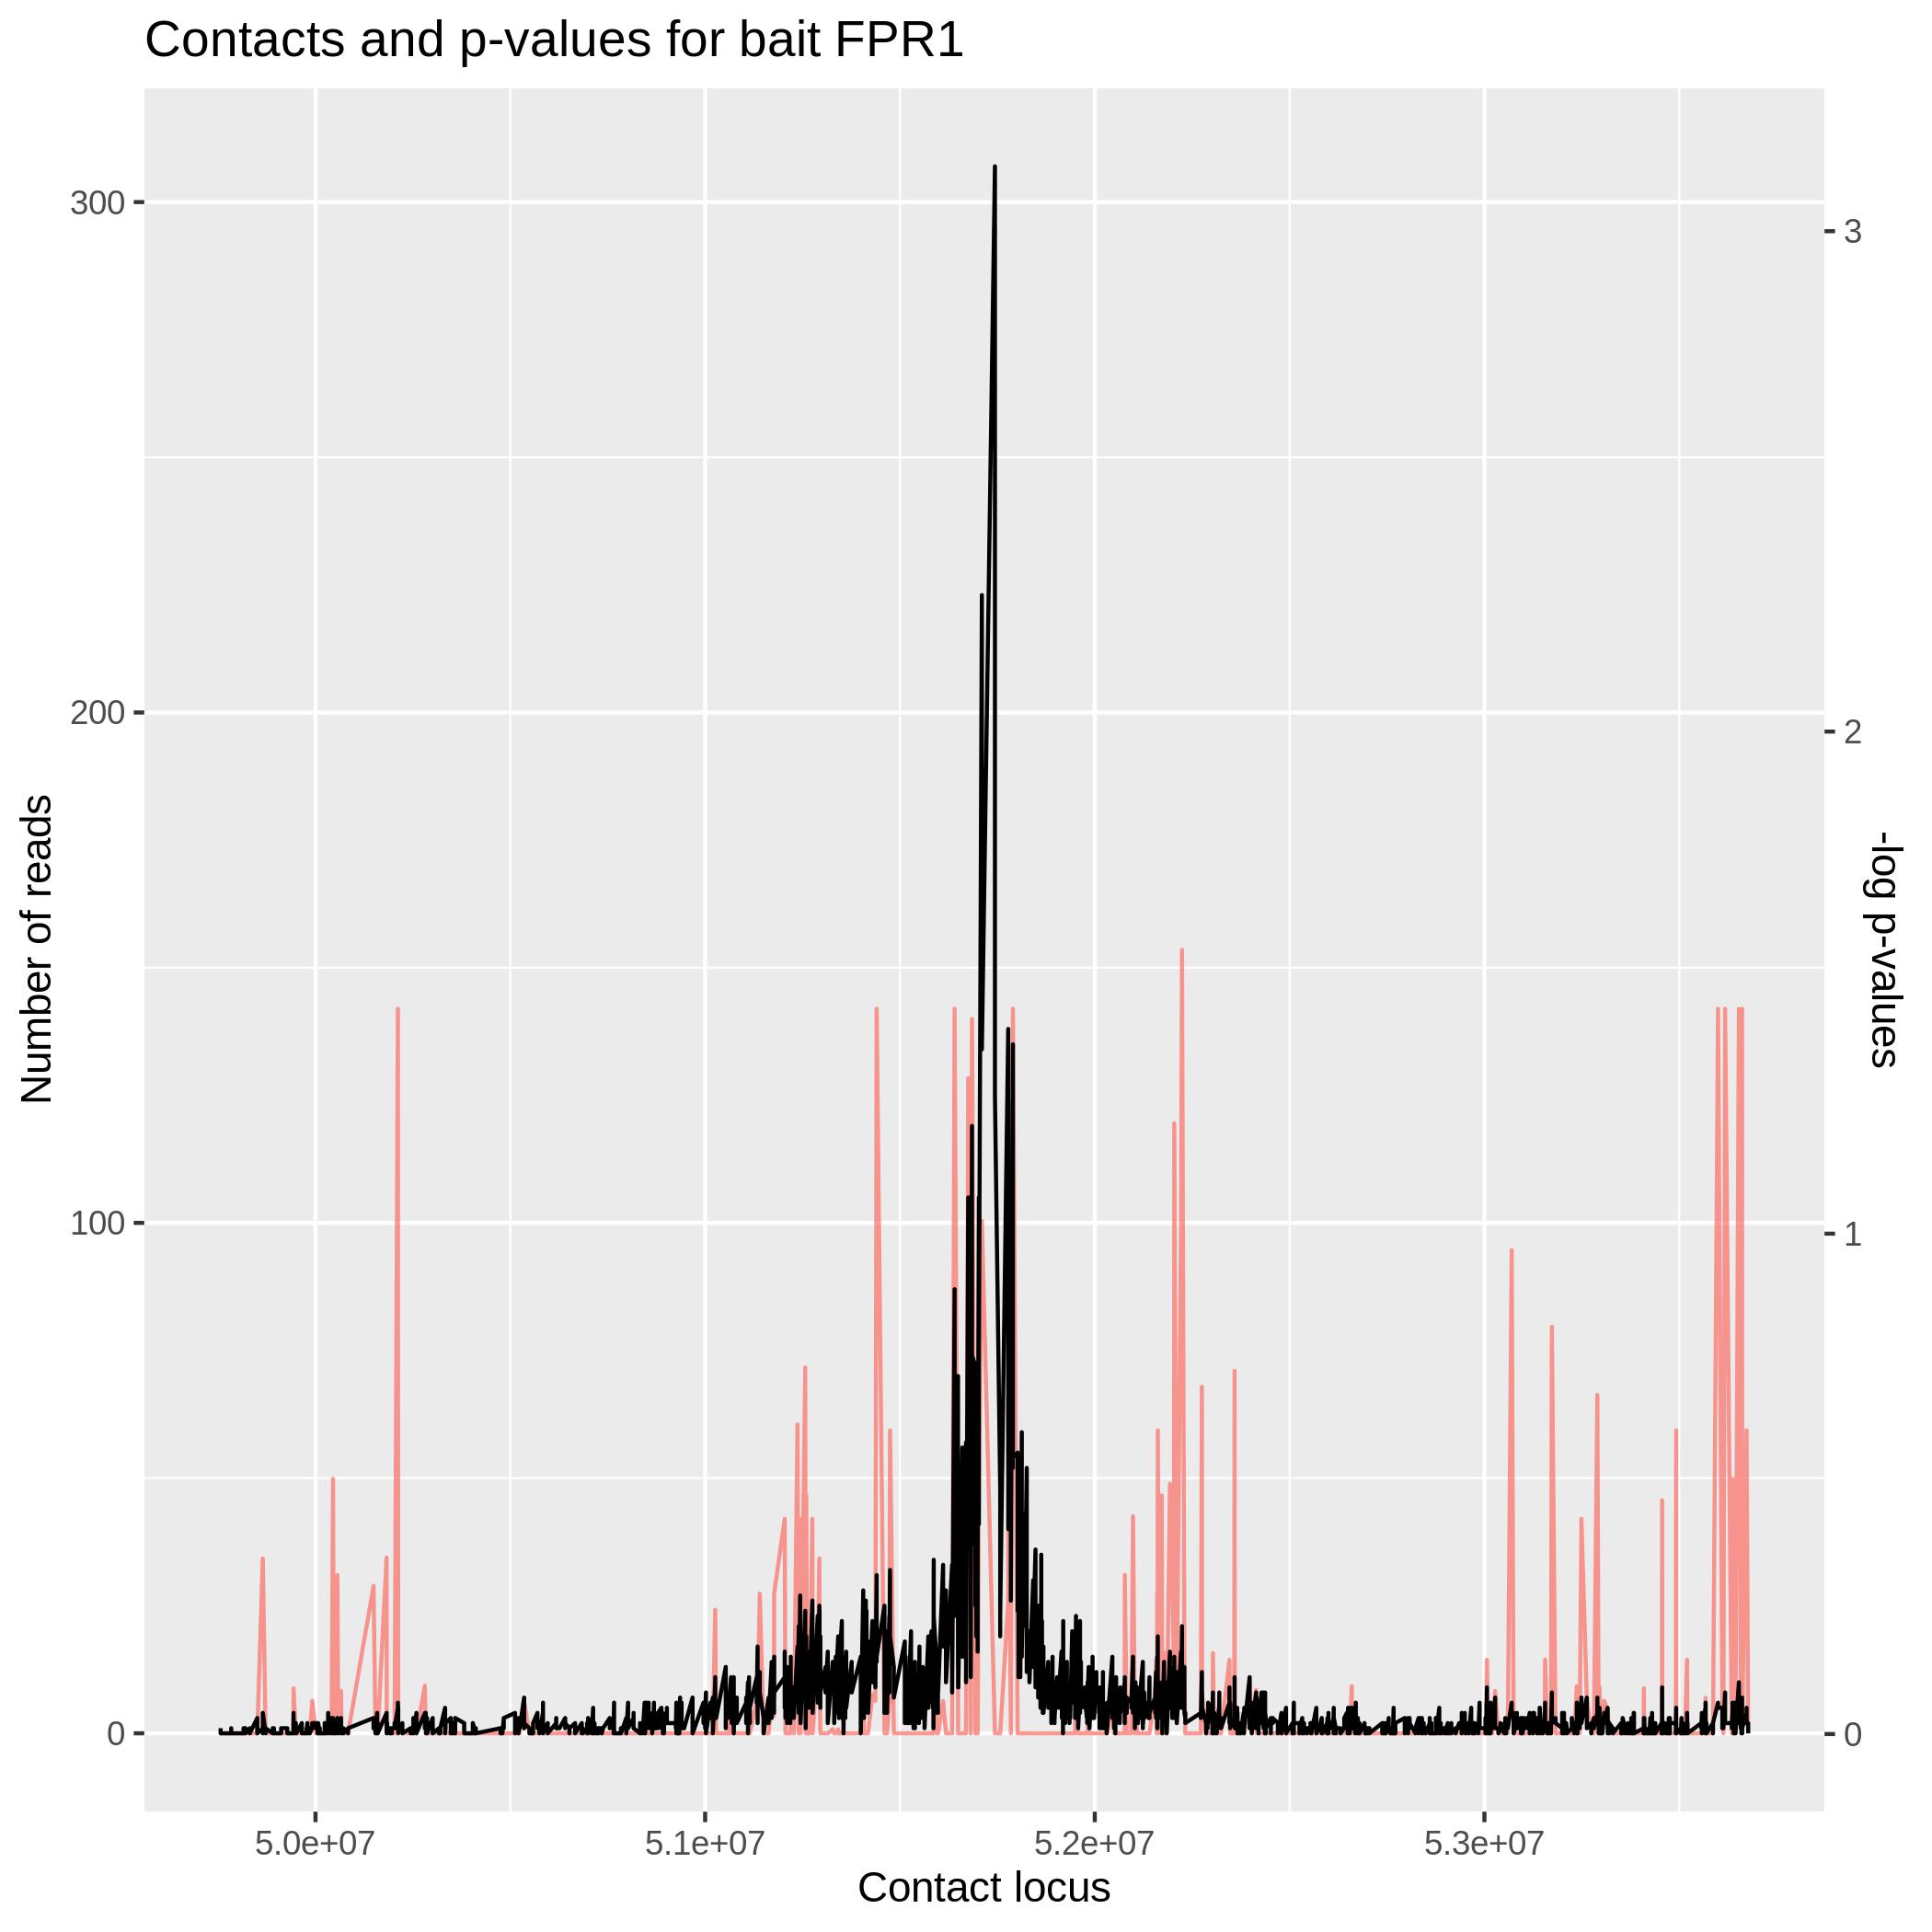 Contacts and p-values for bait FPR1
300
200
100
0
Number of reads
3
2
1
0
-log p-values
5.0e+07
5.1e+07
5.2e+07
5.3e+07
Contact locus